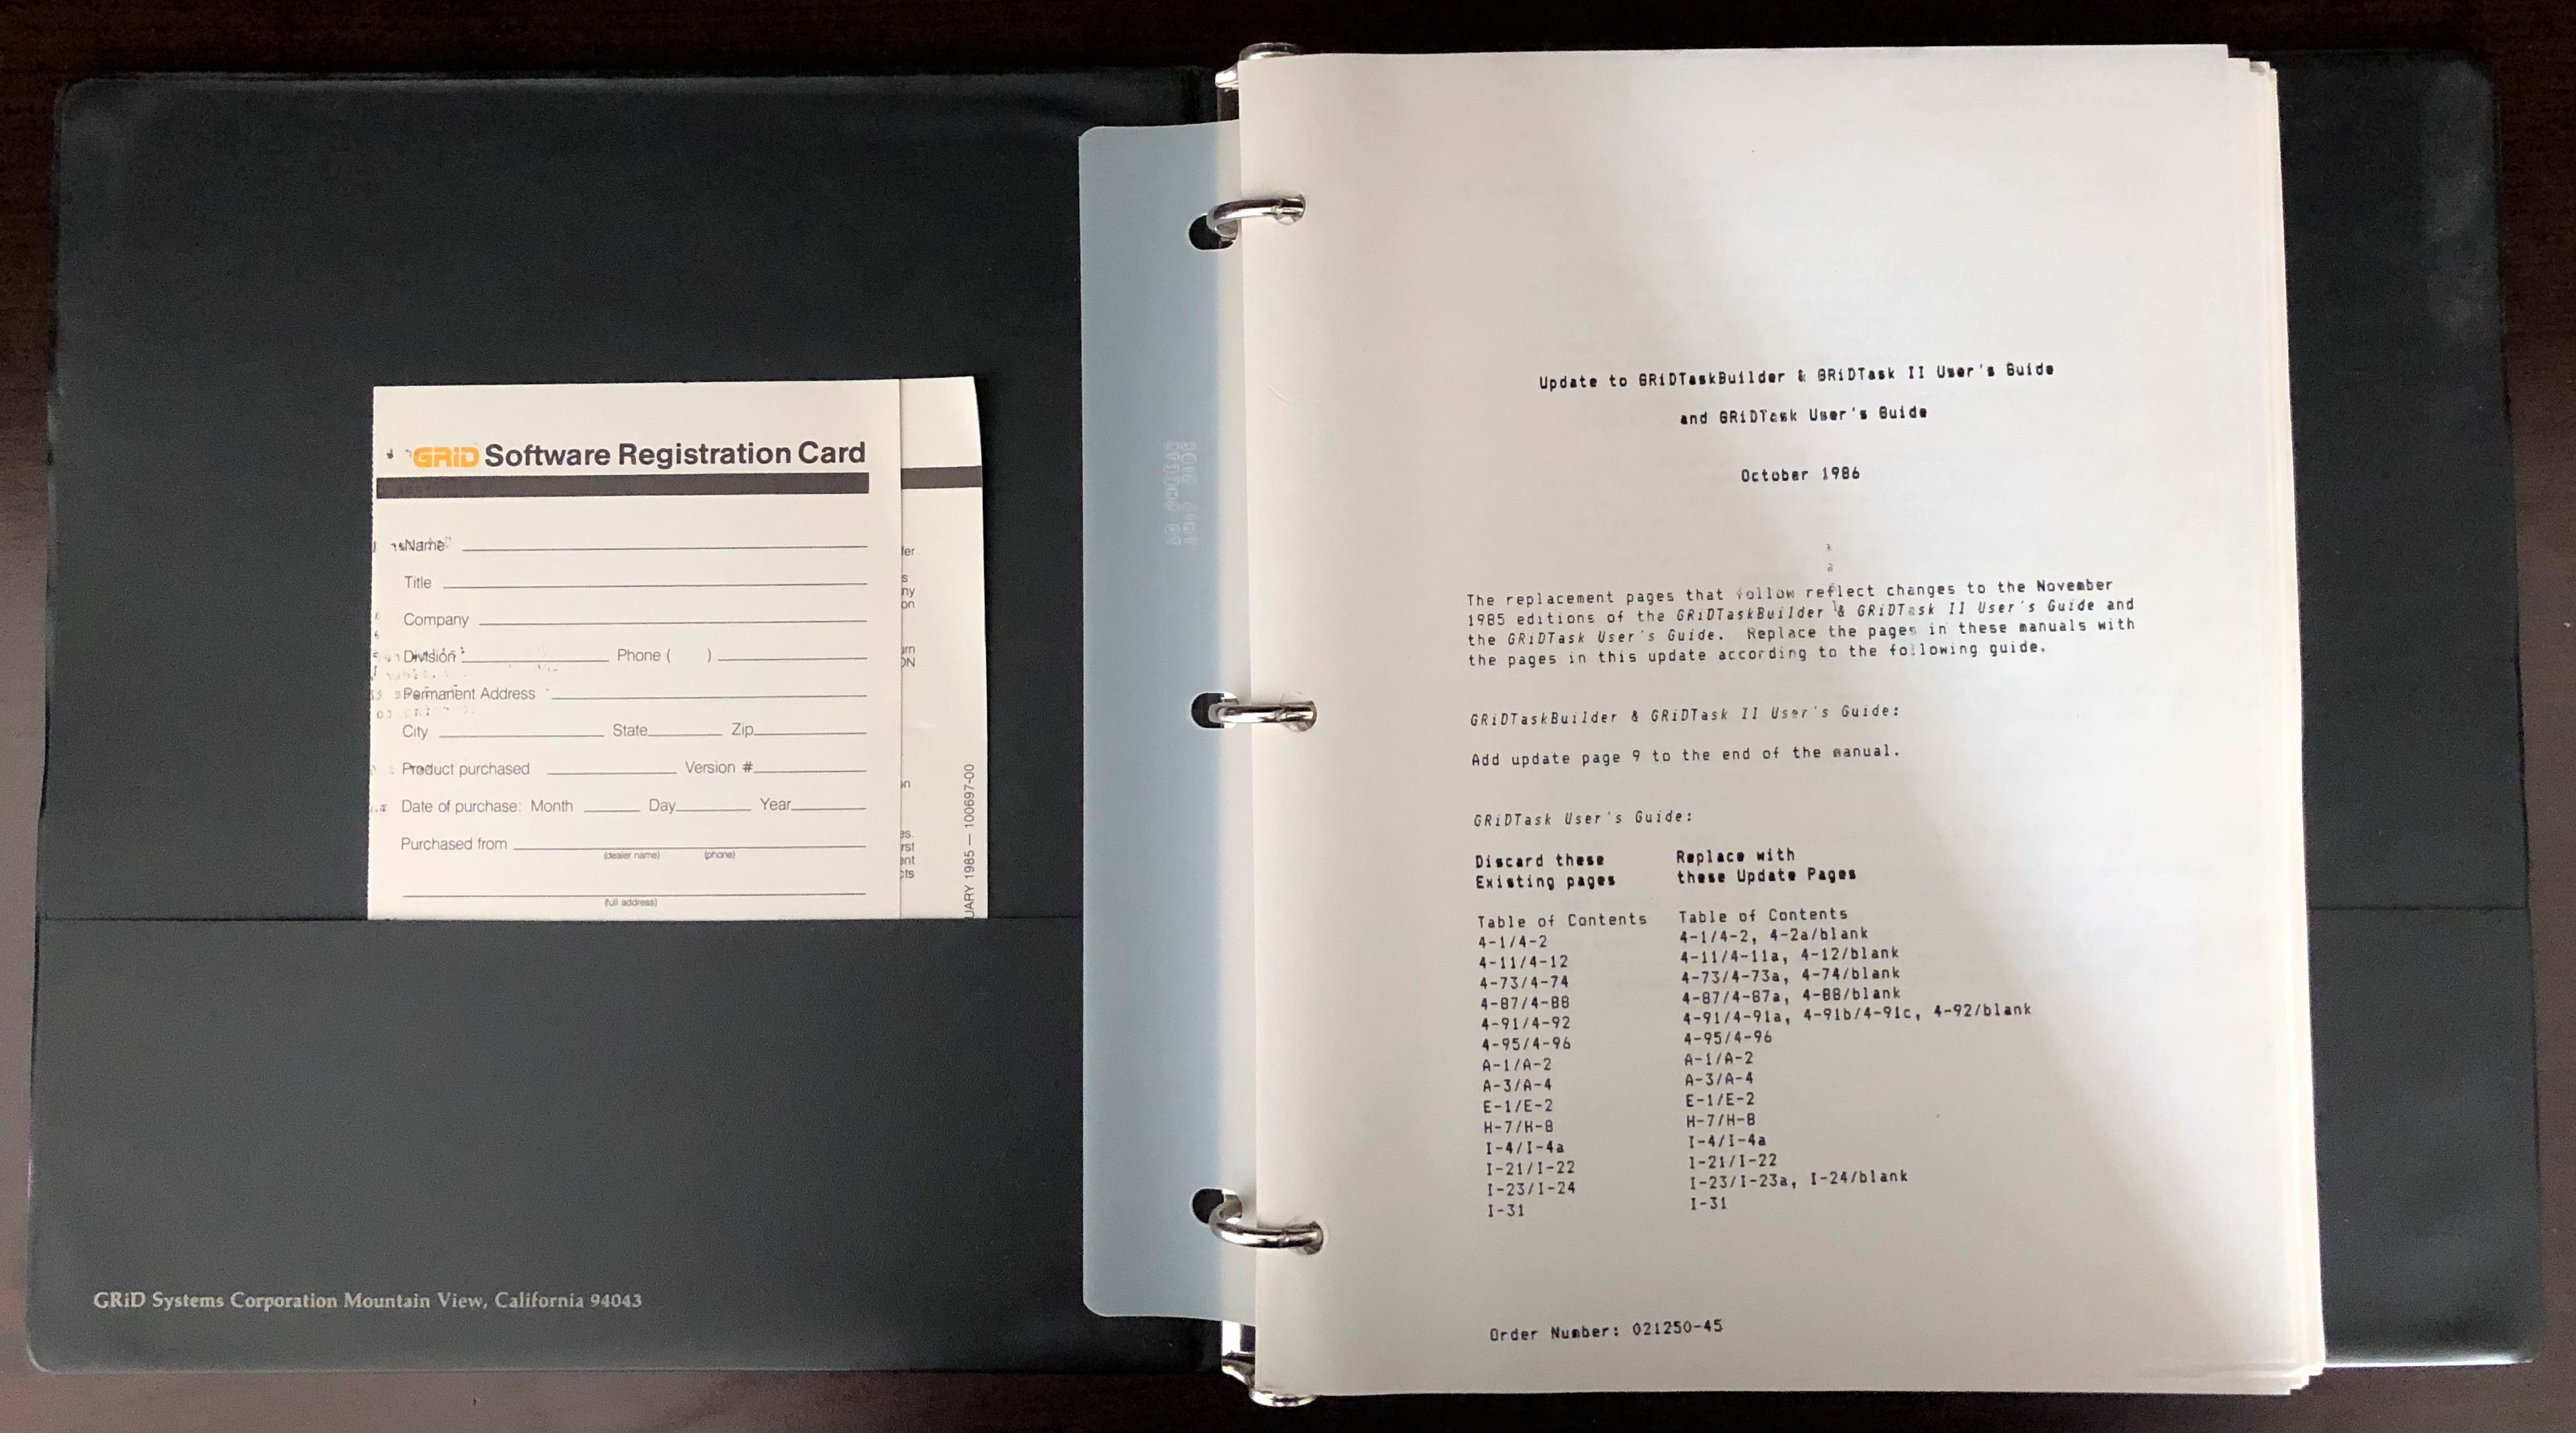 GRiD Software Registration Card
Name
Title
Company
Division Phone ( )
Permanent Address
City State Zip
Product purchased Version #
Date of purchase: Month Day Year
Purchased from
(dealer name) (phone)
(full address)
1985 — 100697-00
GRiD Systems Corporation Mountain View, California 94043
Update to GRiDTaskBuilder & GRiDTask II User's Guide
and GRiDTask User's Guide
October 1986
The replacement pages that follow reflect changes to the November
1985 editions of the GRiDTaskBuilder & GRiDTask II User's Guide and
the GRiDTask User's Guide. Replace the pages in these manuals with
the pages in this update according to the following guide.
GRiDTaskBuilder & GRiDTask II User's Guide:
Add update page 9 to the end of the manual.
GRiDTask User's Guide:
Discard these Replace with
Existing pages these Update Pages
Table of Contents Table of Contents
4-1/4-2 4-1/4-2, 4-2a/blank
4-11/4-12 4-11/4-11a, 4-12/blank
4-73/4-74 4-73/4-73a, 4-74/blank
4-87/4-88 4-87/4-87a, 4-88/blank
4-91/4-92 4-91/4-91a, 4-91b/4-91c, 4-92/blank
4-95/4-96 4-95/4-96
A-1/A-2 A-1/A-2
A-3/A-4 A-3/A-4
E-1/E-2 E-1/E-2
H-7/H-8 H-7/H-8
I-4/I-4a I-4/I-4a
I-21/I-22 I-21/I-22
I-23/I-24 I-23/I-23a, I-24/blank
I-31 I-31
Order Number: 021250-45